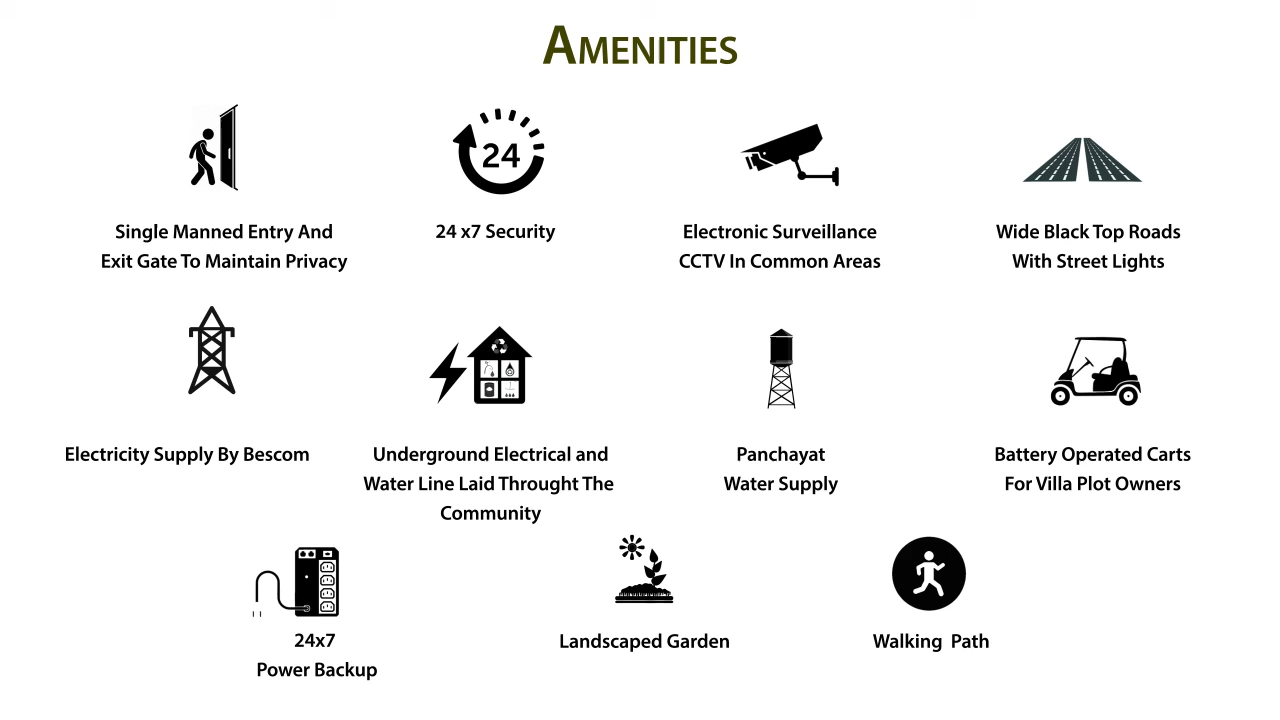 AMENITIES
24
Single Manned Entry And
Exit Gate To Maintain Privacy
24 x7 Security
Electronic Surveillance
CCTV In Common Areas
Wide Black Top Roads
With Street Lights
Electricity Supply By Bescom
Underground Electrical and
Water Line Laid Throught The
Community
Panchayat
Water Supply
Battery Operated Carts
For Villa Plot Owners
24x7
Power Backup
Landscaped Garden
Walking  Path